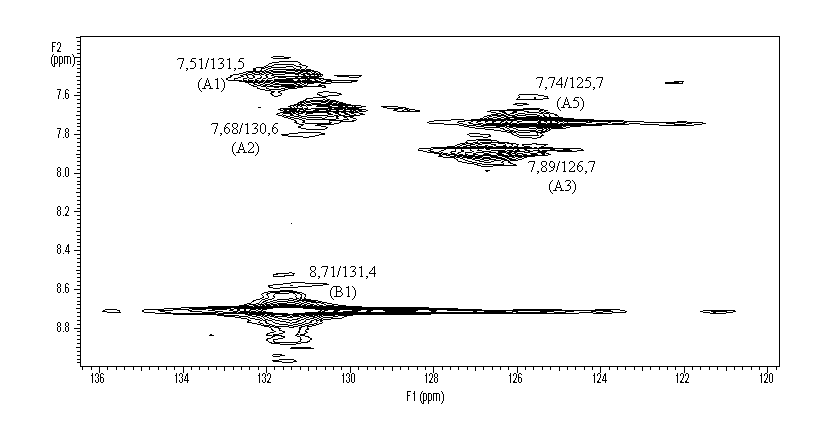 F2
(ppm)
7,51/131,5
(A1)
7,74/125,7
(A5)
7.6
7,68/130,6
(A2)
7.8
7,89/126,7
(A3)
8.0
8.2
8.4
8,71/131,4
(B1)
8.6
8.8
136 134 132 130 128 126 124 122 120
F1 (ppm)